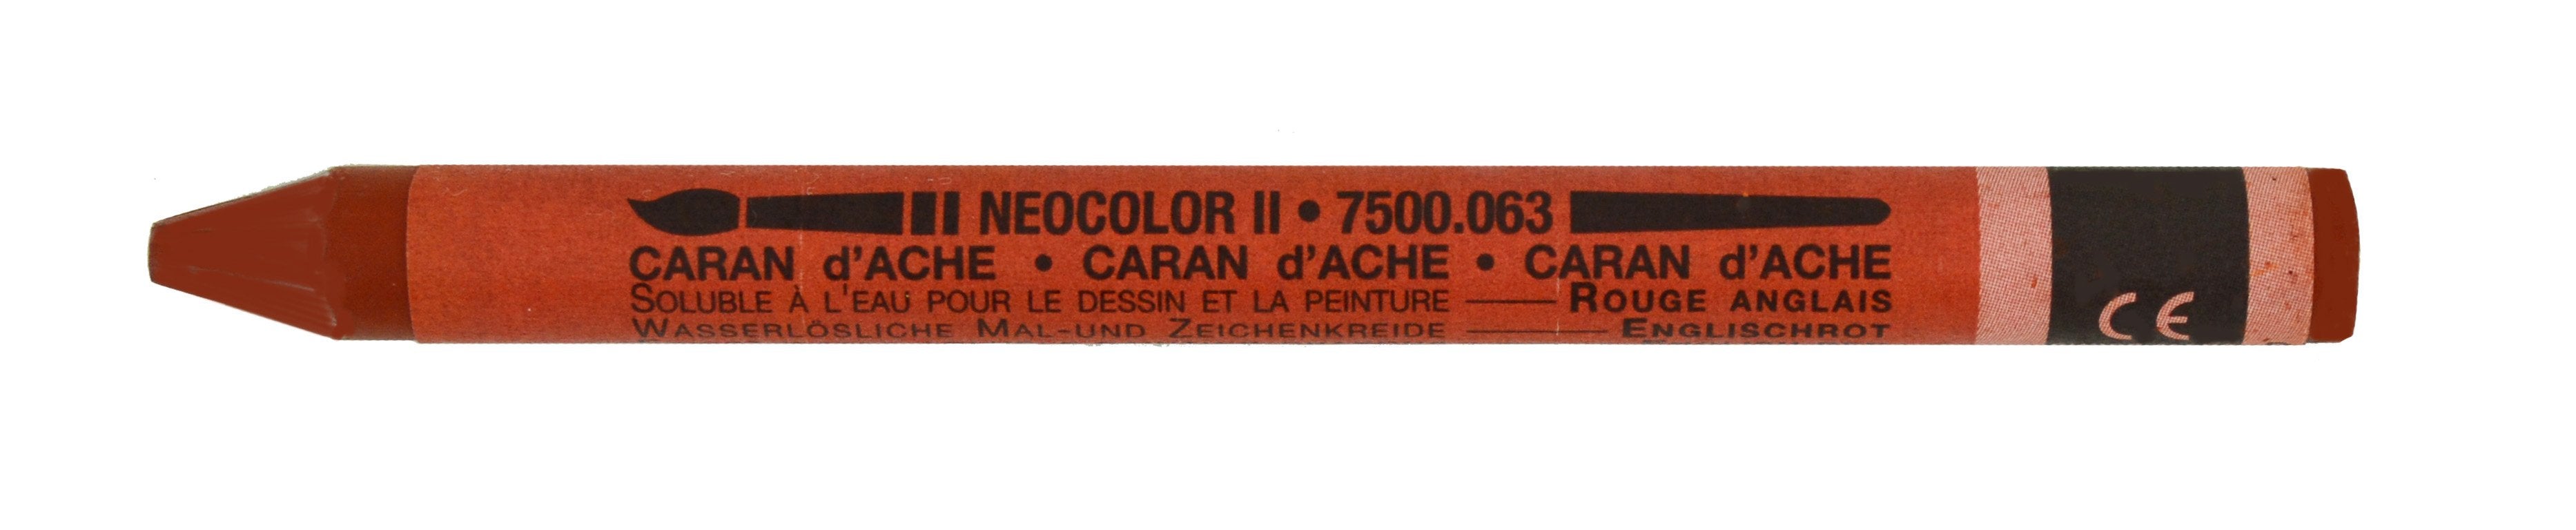 NEOCOLOR II • 7500.063
CARAN d'ACHE • CARAN d'ACHE • CARAN d'ACHE
SOLUBLE À L'EAU POUR LE DESSIN ET LA PEINTURE —— ROUGE ANGLAIS
WASSERLÖSLICHE MAL-UND ZEICHENKREIDE —— ENGLISCHROT
CE